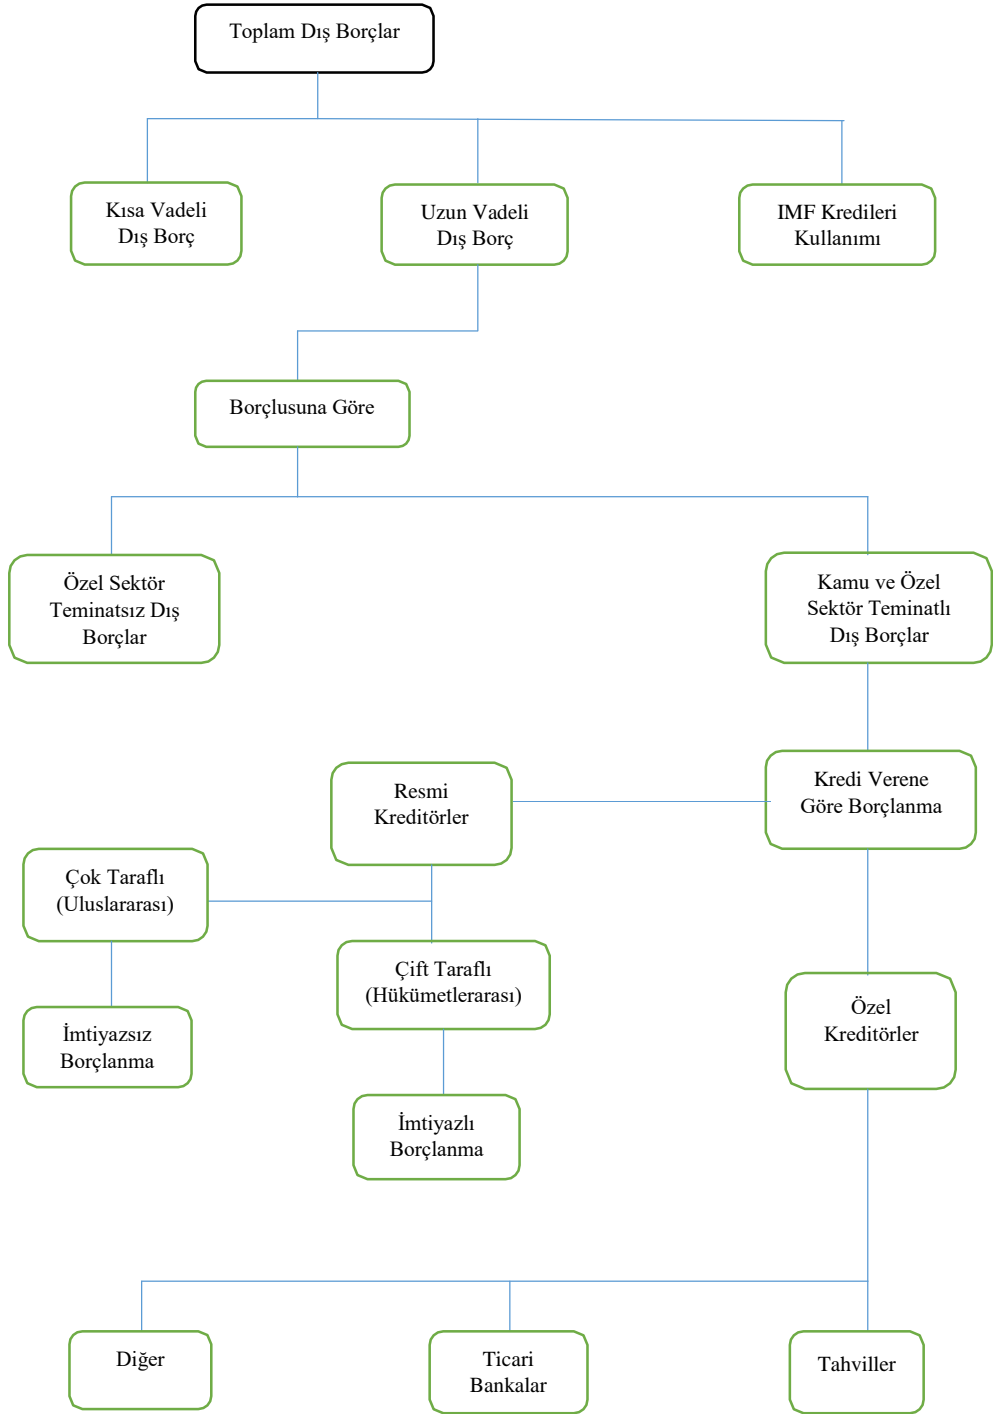 Toplam Dış Borçlar
Kısa Vadeli
Dış Borç
Uzun Vadeli
Dış Borç
IMF Kredileri
Kullanımı
Borçlusuna Göre
Özel Sektör
Teminatsız Dış
Borçlar
Kamu ve Özel
Sektör Teminatlı
Dış Borçlar
Kredi Verene
Göre Borçlanma
Resmi
Kreditörler
Çok Taraflı
(Uluslararası)
Çift Taraflı
(Hükümetlerarası)
Özel
Kreditörler
İmtiyazsız
Borçlanma
İmtiyazlı
Borçlanma
Diğer
Ticari
Bankalar
Tahviller